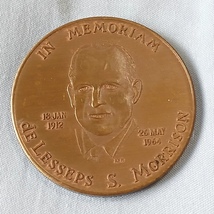 IN MEMORIAM
18 JAN
1912
26 MAY
1964
deLESSEPS S. MORRISON